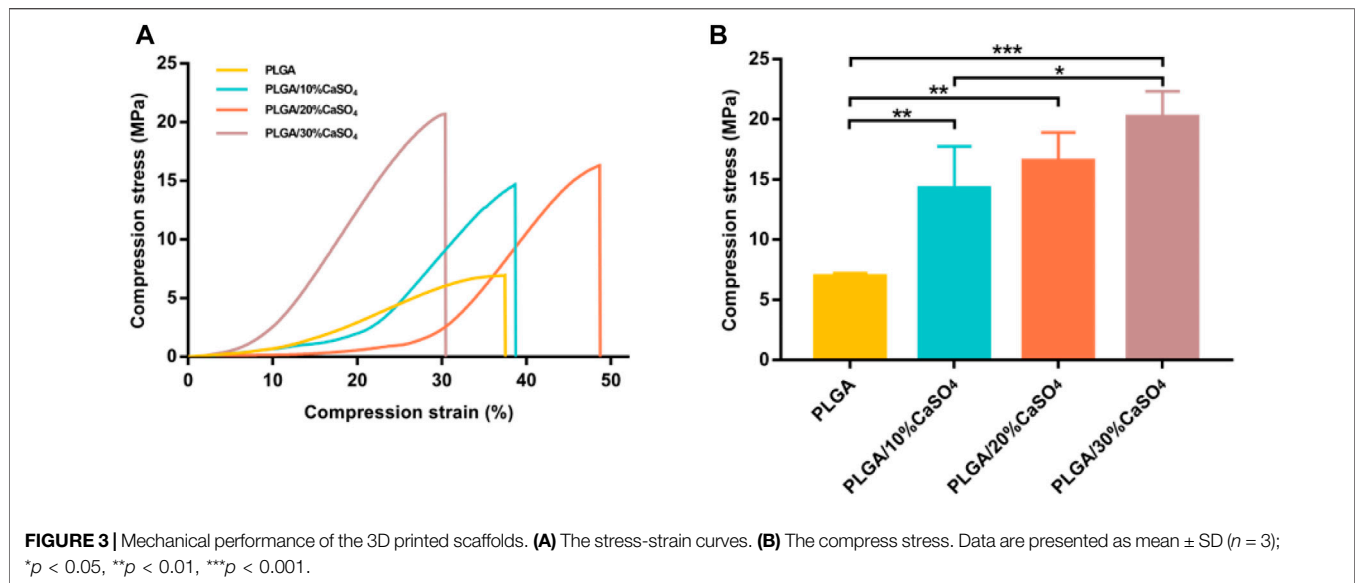 A
25
20
15
10
5
0
Compression stress (MPa)
PLGA
PLGA/10%CaSO₄
PLGA/20%CaSO₄
PLGA/30%CaSO₄
0 10 20 30 40 50
Compression strain (%)
B
25
20
15
10
5
0
Compression stress (MPa)
***
*
**
**
PLGA
PLGA/10%CaSO₄
PLGA/20%CaSO₄
PLGA/30%CaSO₄
FIGURE 3 | Mechanical performance of the 3D printed scaffolds. (A) The stress-strain curves. (B) The compress stress. Data are presented as mean ± SD (n = 3);
*p < 0.05, **p < 0.01, ***p < 0.001.